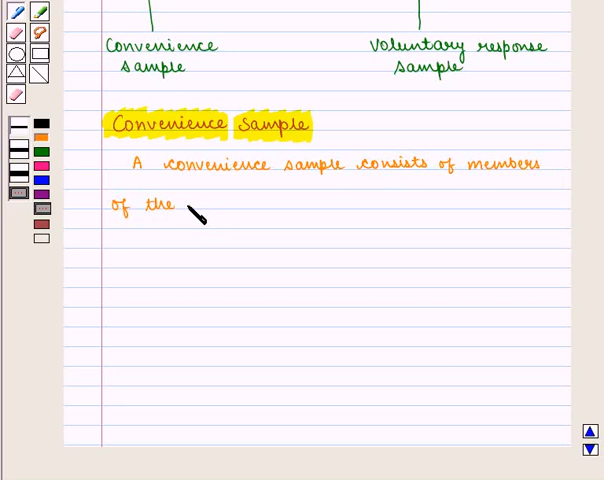 Convenience voluntary response
sample sample
Convenience Sample
A convenience sample consists of members
of the